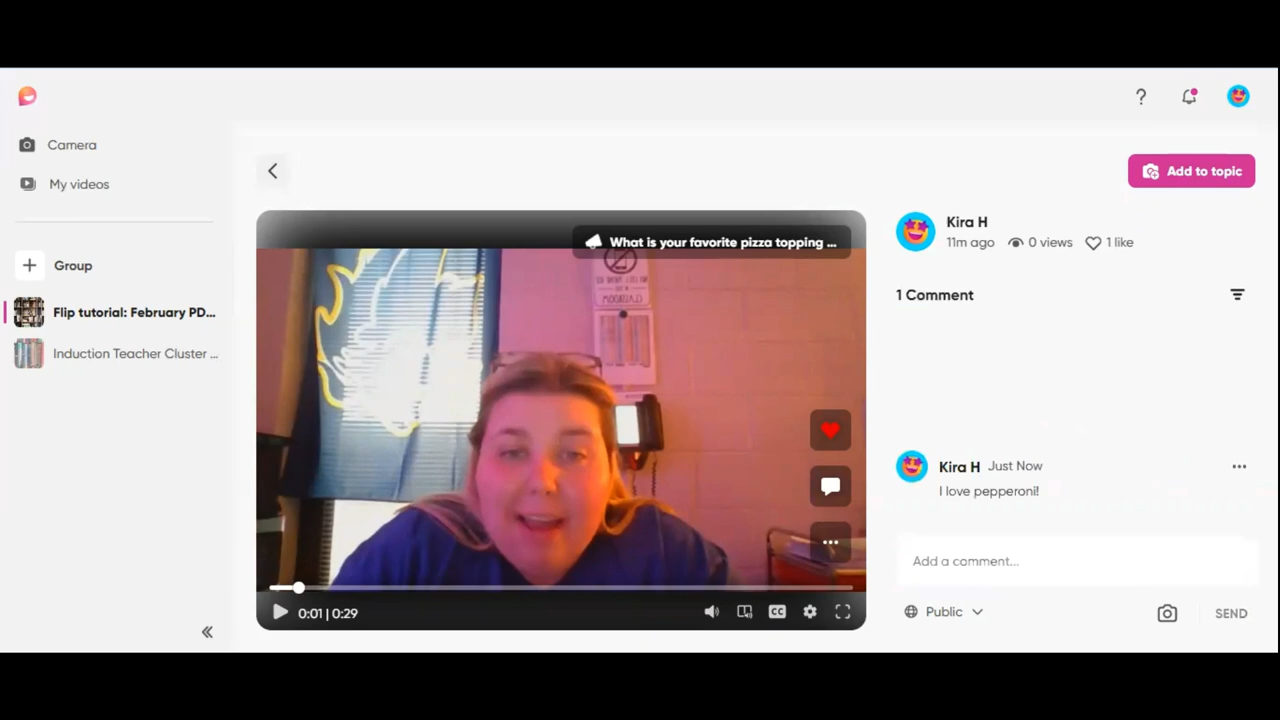 Camera
My videos
Group
Flip tutorial: February PD...
Induction Teacher Cluster ...
Add to topic
What is your favorite pizza topping ...
0:01 | 0:29
CC
Kira H
11m ago 0 views 1 like
1 Comment
Kira H Just Now
I love pepperoni!
Add a comment...
Public
SEND